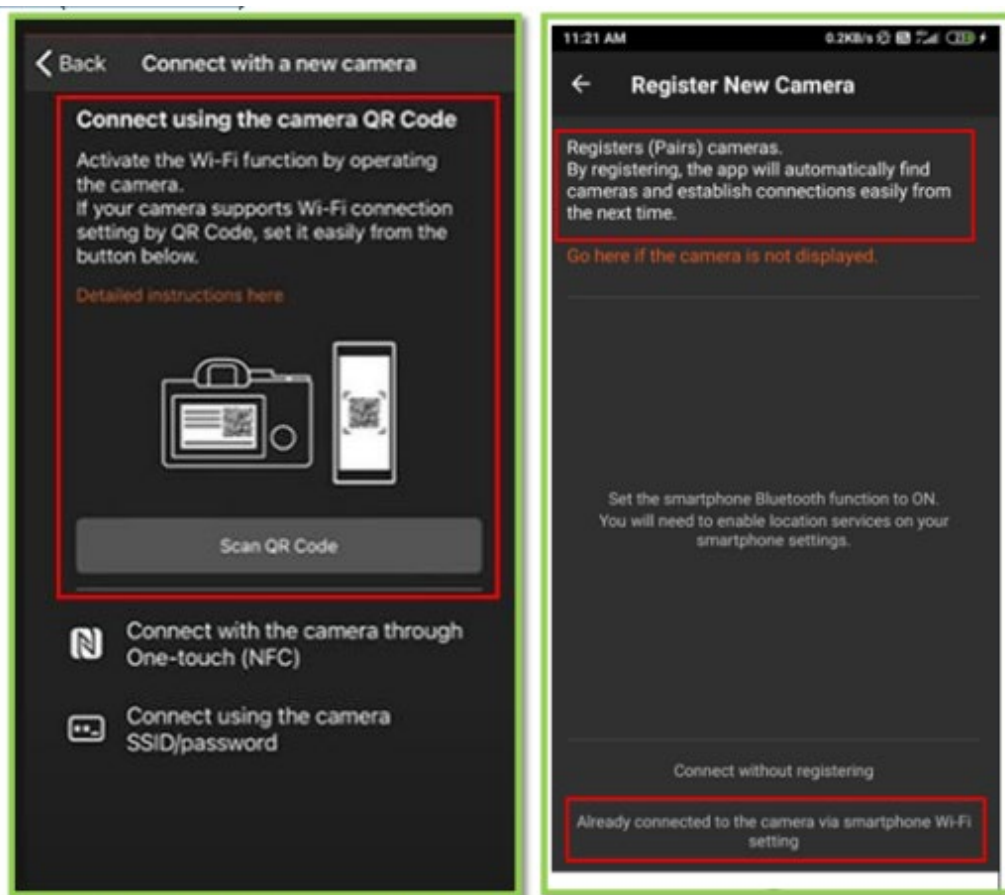 Back Connect with a new camera
Connect using the camera QR Code
Activate the Wi-Fi function by operating
the camera.
If your camera supports Wi-Fi connection
setting by QR Code, set it easily from the
button below.
Detailed instructions here
Scan QR Code
Connect with the camera through
One-touch (NFC)
Connect using the camera
SSID/password
11:21 AM 0.2KB/s
Register New Camera
Registers (Pairs) cameras.
By registering, the app will automatically find
cameras and establish connections easily from
the next time.
Go here if the camera is not displayed.
Set the smartphone Bluetooth function to ON.
You will need to enable location services on your
smartphone settings.
Connect without registering
Already connected to the camera via smartphone Wi-Fi
setting